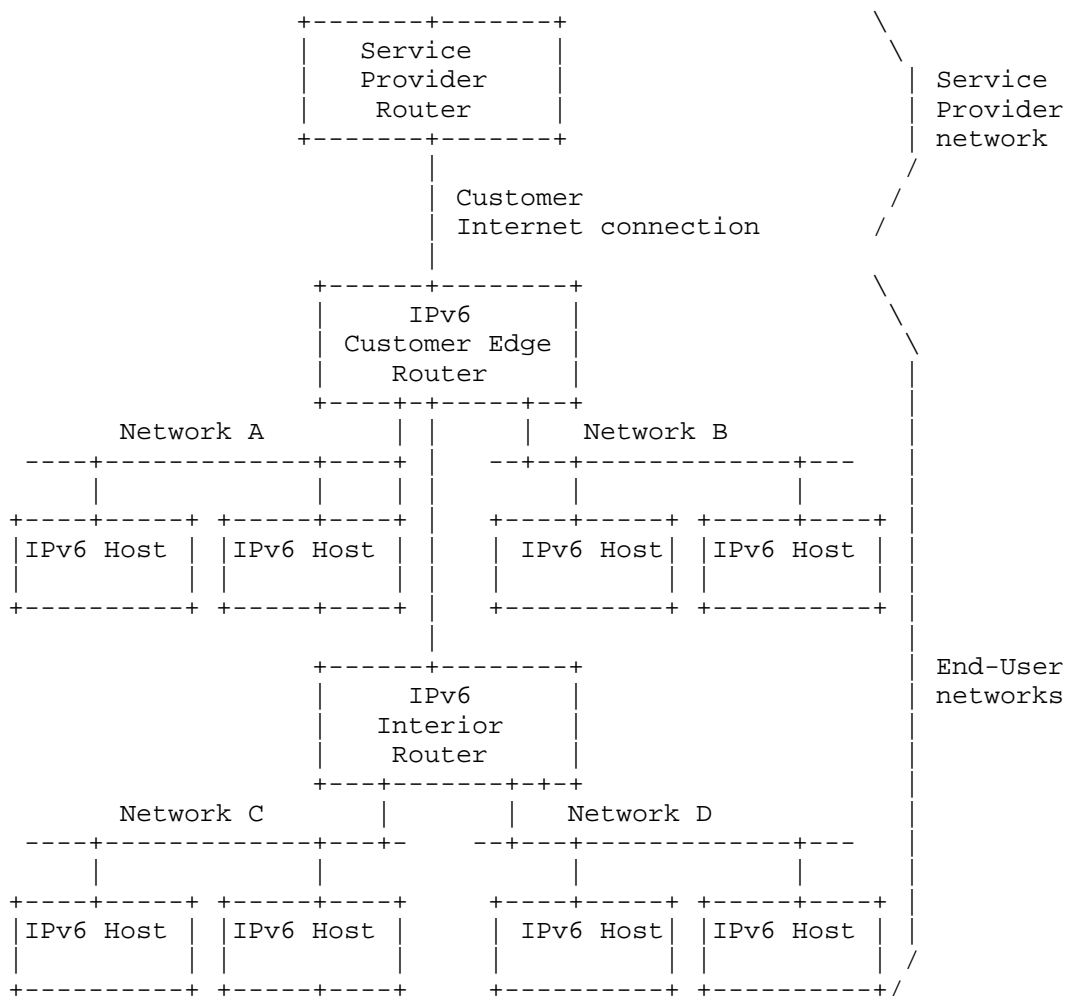 Service
Provider
Router
Service
Provider
network
Customer
Internet connection
IPv6
Customer Edge
Router
Network A
Network B
IPv6 Host
IPv6 Host
IPv6 Host
IPv6 Host
IPv6
Interior
Router
End-User
networks
Network C
Network D
IPv6 Host
IPv6 Host
IPv6 Host
IPv6 Host